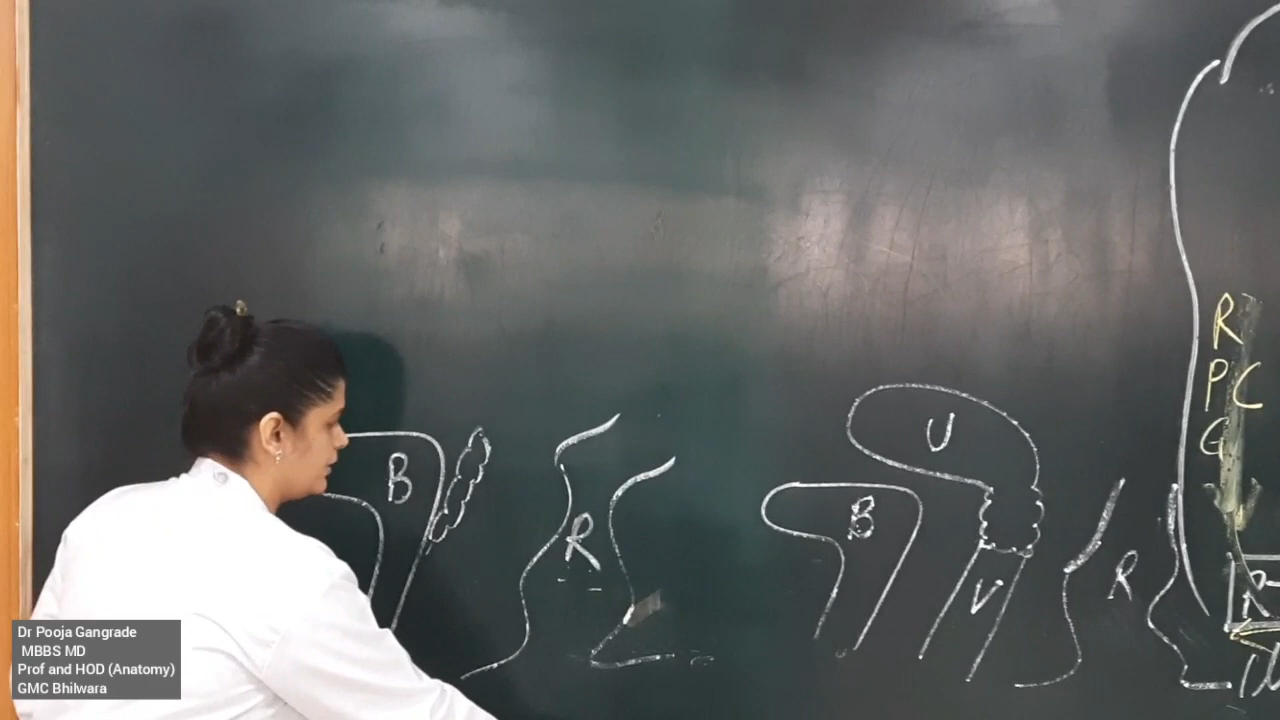 B
R
U
B
V
R
R
P C
G
R
Dr Pooja Gangrade
MBBS MD
Prof and HOD (Anatomy)
GMC Bhilwara